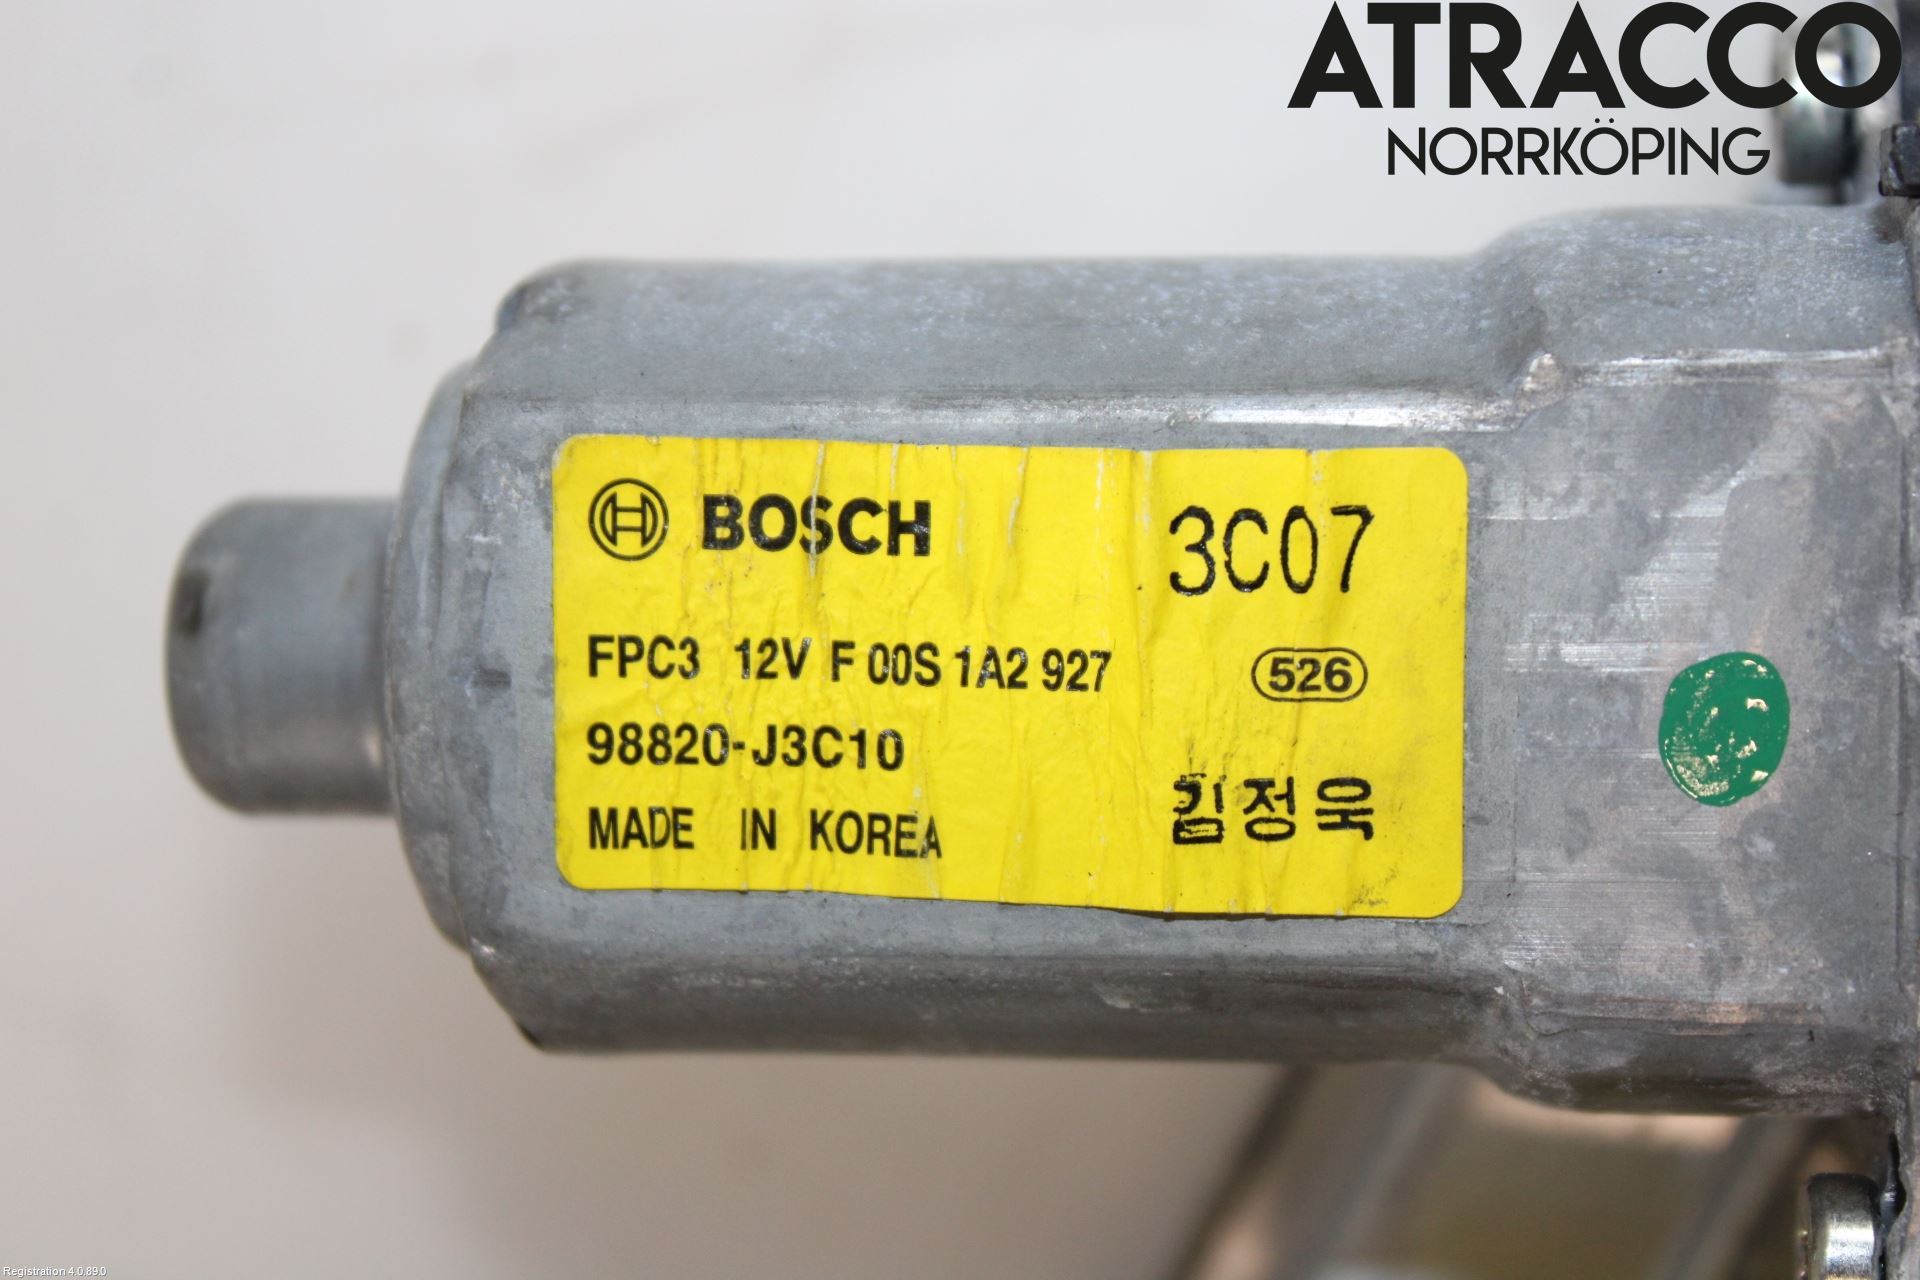 ATRACCO
NORRKÖPING
BOSCH 3C07
FPC3 12V F 00S 1A2 927 526
98820-J3C10
MADE IN KOREA 김정욱
Registration 4.0.89.0